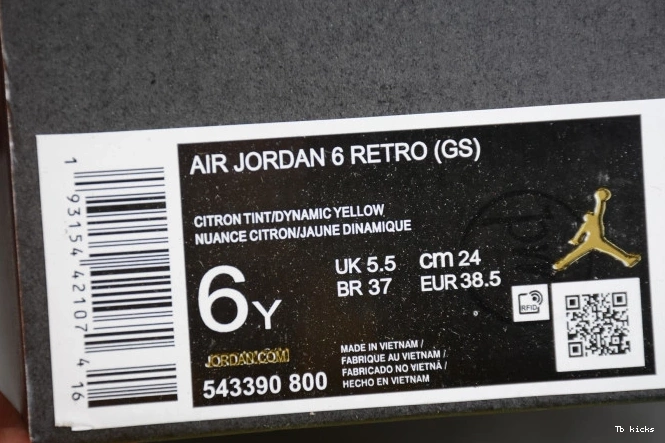 AIR JORDAN 6 RETRO (GS)
CITRON TINT/DYNAMIC YELLOW
NUANCE CITRON/JAUNE DINAMIQUE
6Y
UK 5.5 cm 24
BR 37 EUR 38.5
RFID
JORDAN.COM
543390 800
MADE IN VIETNAM /
FABRIQUE AU VIETNAM /
FABRICADO NO VIETNÃ /
HECHO EN VIETNAM
1 93154 42107 4 16
Tb kicks